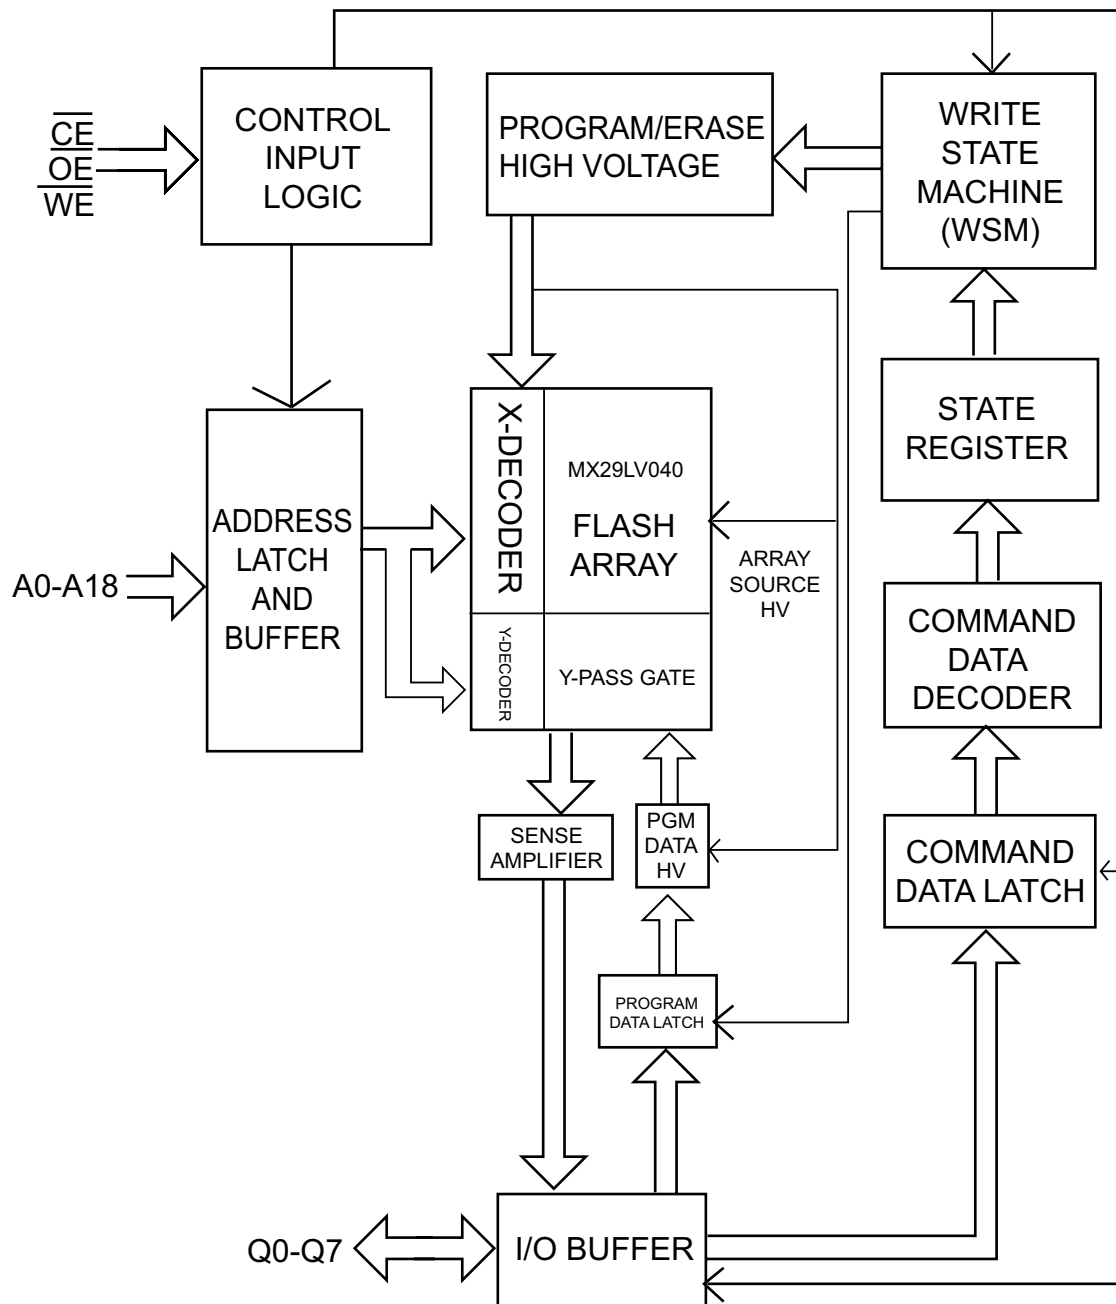 CE
OE
WE
CONTROL
INPUT
LOGIC
PROGRAM/ERASE
HIGH VOLTAGE
WRITE
STATE
MACHINE
(WSM)
STATE
REGISTER
X-DECODER
MX29LV040
FLASH
ARRAY
ADDRESS
LATCH
AND
BUFFER
A0-A18
ARRAY
SOURCE
HV
Y-DECODER
Y-PASS GATE
COMMAND
DATA
DECODER
SENSE
AMPLIFIER
PGM
DATA
HV
COMMAND
DATA LATCH
PROGRAM
DATA LATCH
Q0-Q7
I/O BUFFER